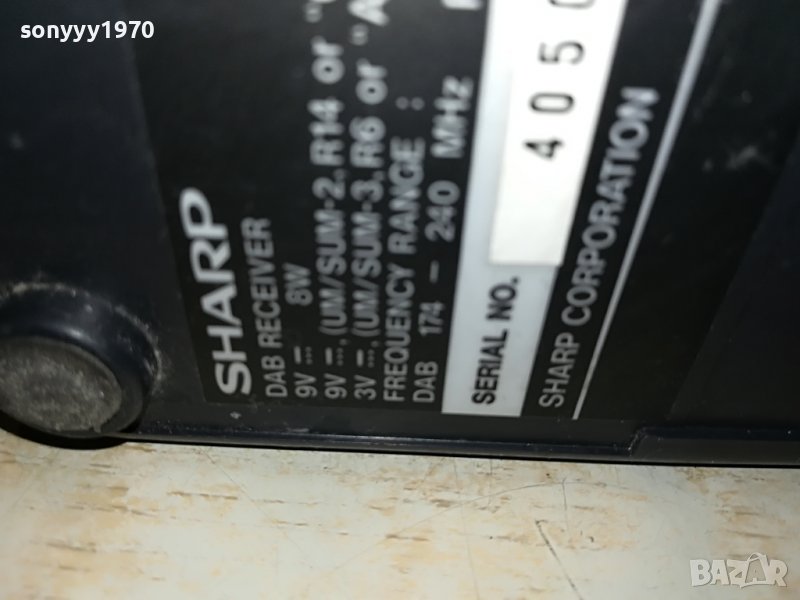 sonyyy1970
SHARP
DAB RECEIVER
9V ⎓ 8W
9V ⎓, (UM/SUM-2, R14 or "
3V ⎓, (UM/SUM-3, R6 or "A
FREQUENCY RANGE :
DAB 174 - 240 MHz
SERIAL NO. 405
SHARP CORPORATION
BAZAR